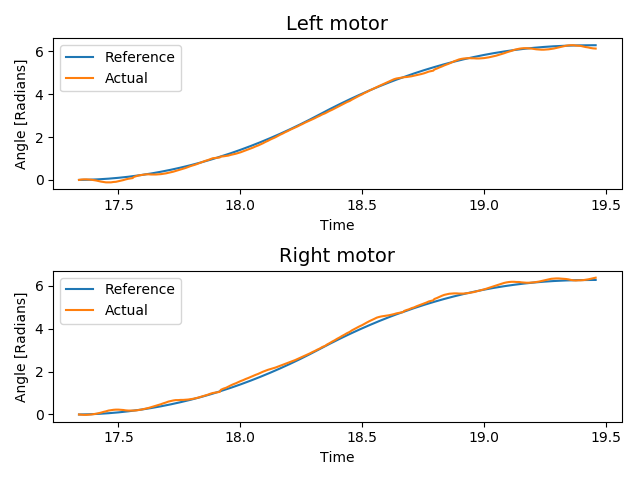 Left motor
Angle [Radians]
6
4
2
0
Reference
Actual
17.5 18.0 18.5 19.0 19.5
Time
Right motor
Angle [Radians]
6
4
2
0
Reference
Actual
17.5 18.0 18.5 19.0 19.5
Time